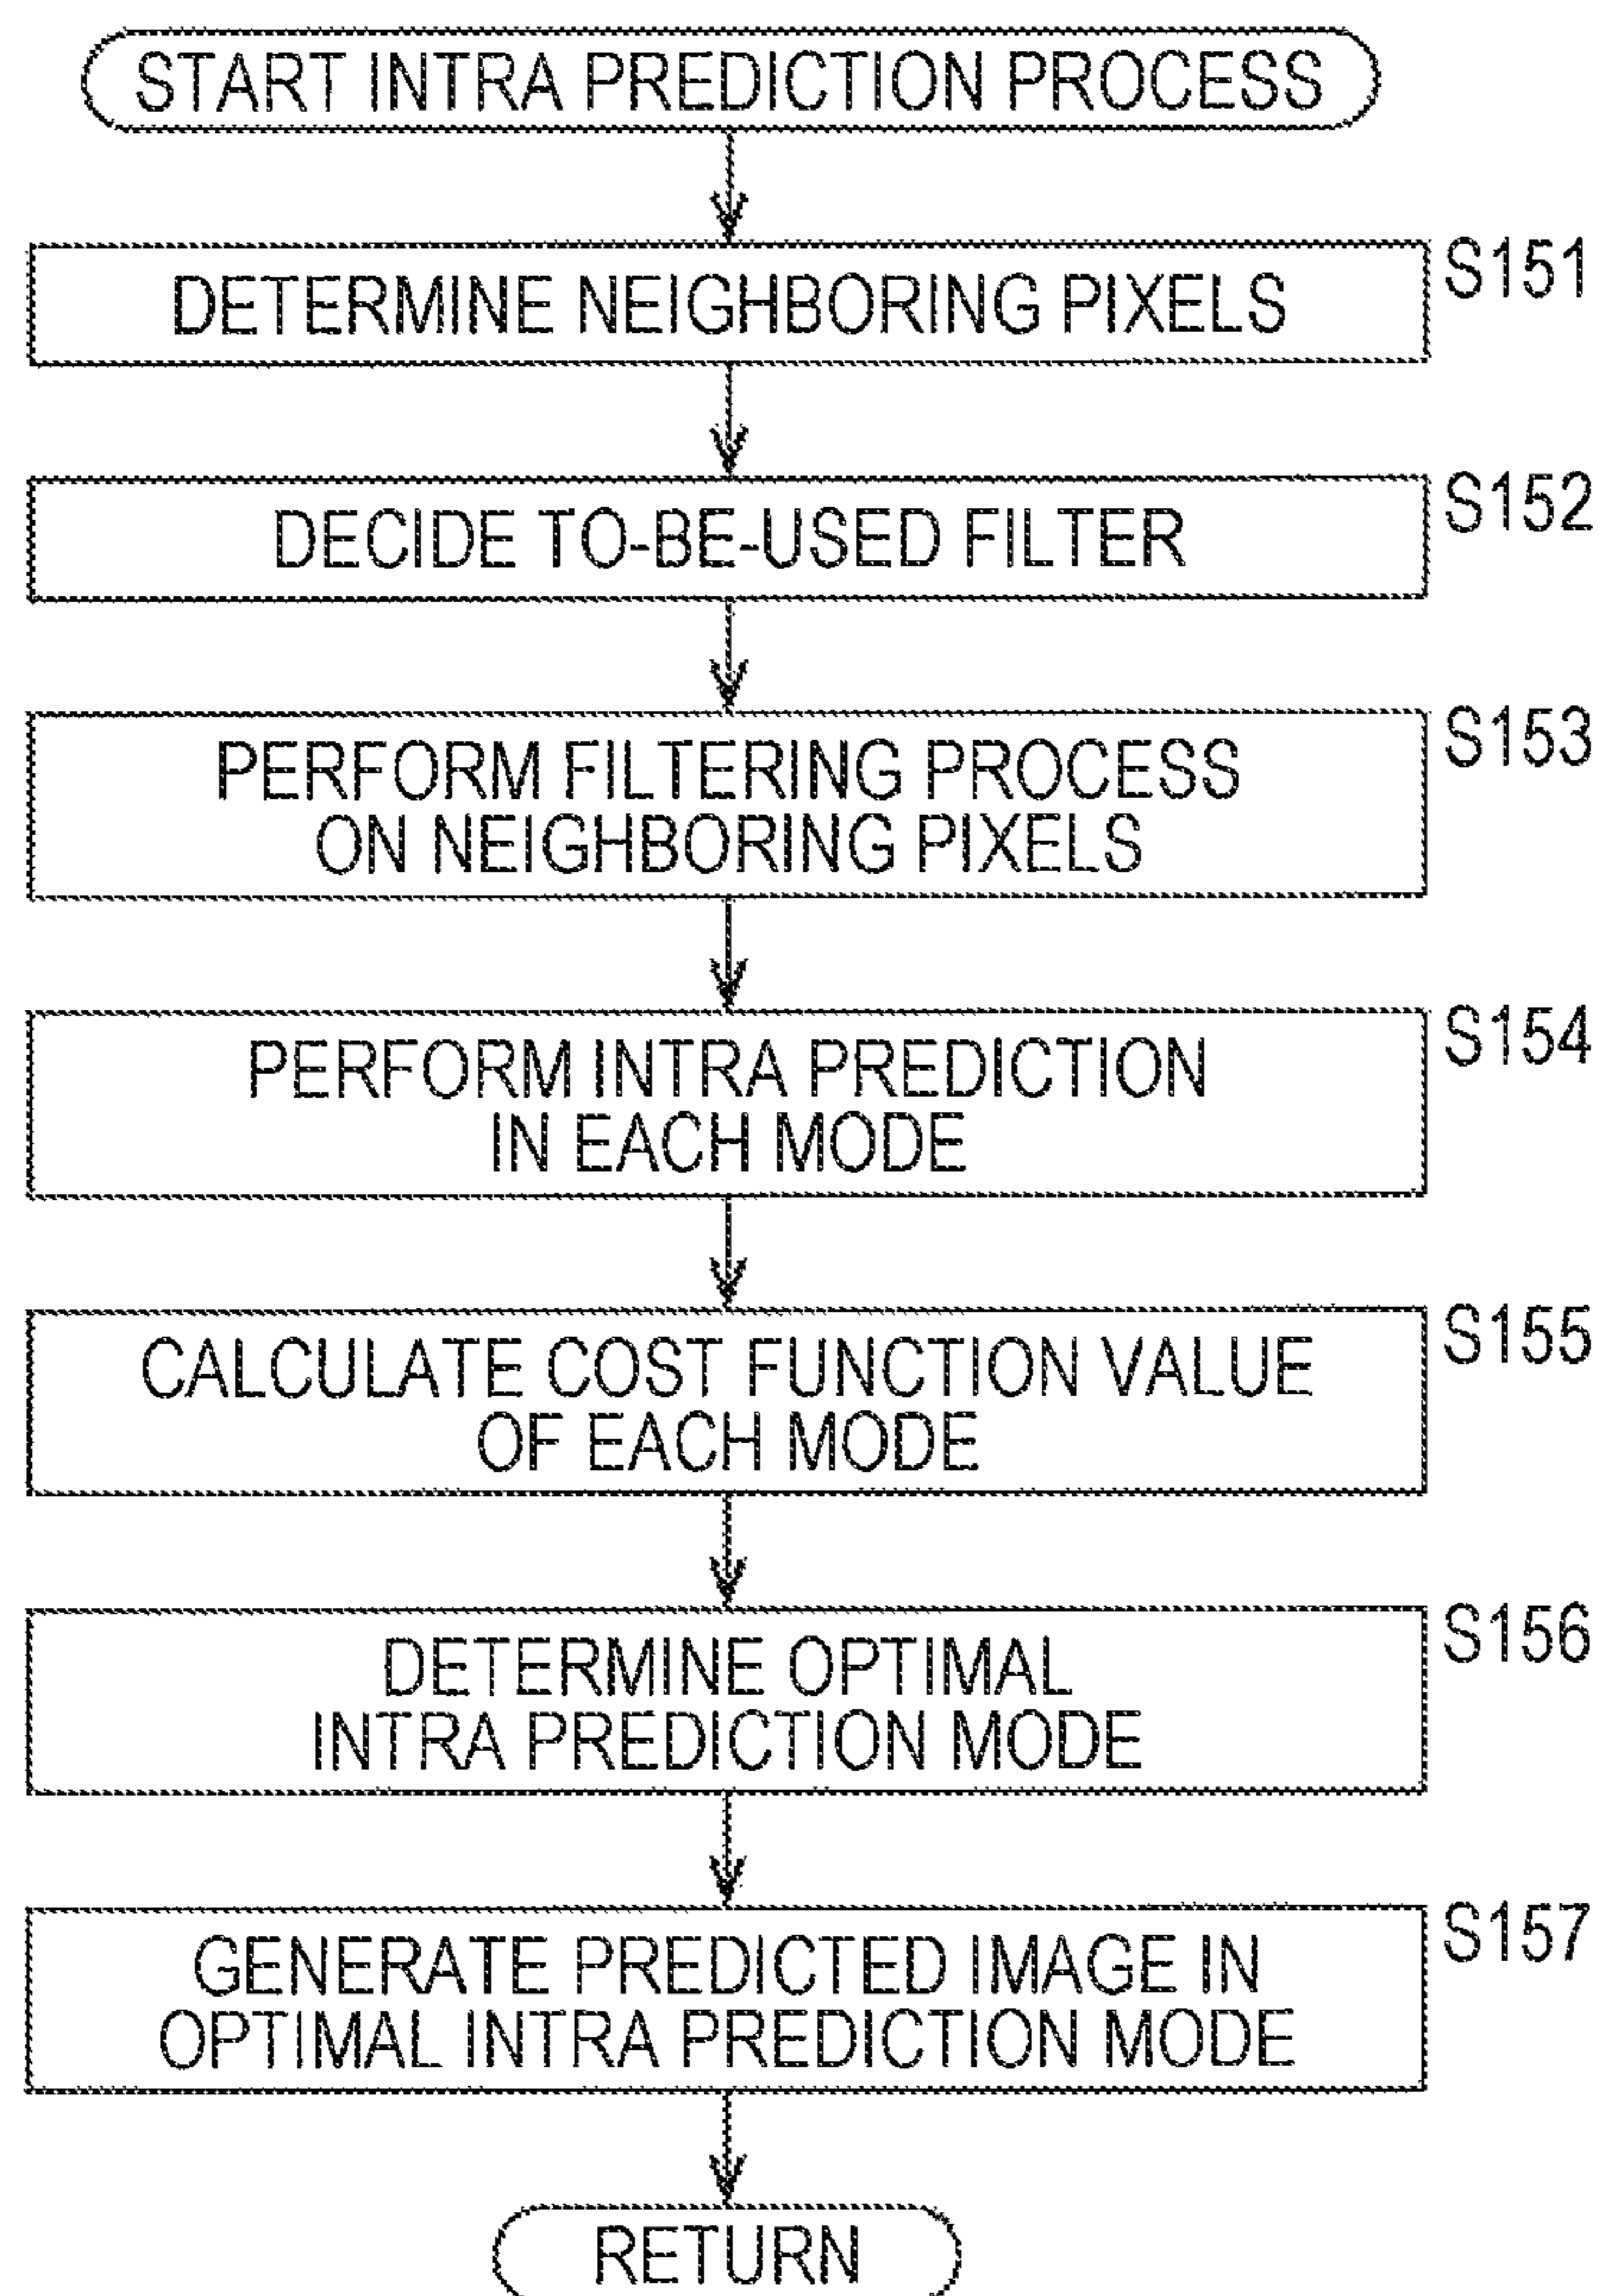 START INTRA PREDICTION PROCESS
DETERMINE NEIGHBORING PIXELS
S151
DECIDE TO-BE-USED FILTER
S152
PERFORM FILTERING PROCESS
ON NEIGHBORING PIXELS
S153
PERFORM INTRA PREDICTION
IN EACH MODE
S154
CALCULATE COST FUNCTION VALUE
OF EACH MODE
S155
DETERMINE OPTIMAL
INTRA PREDICTION MODE
S156
GENERATE PREDICTED IMAGE IN
OPTIMAL INTRA PREDICTION MODE
S157
RETURN